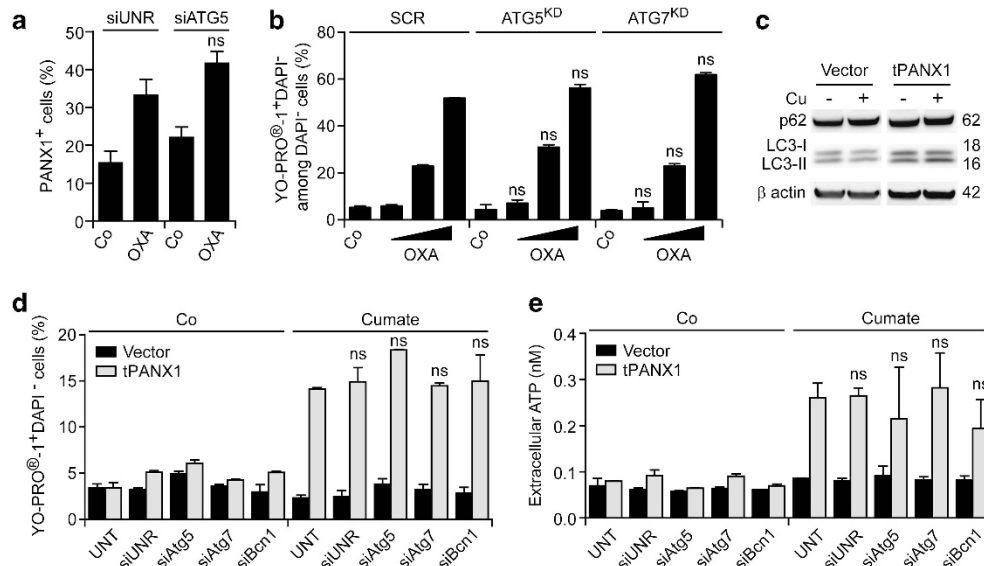 a
siUNR siATG5
PANX1+ cells (%)
50
40
30
20
10
0
ns
Co OXA Co OXA
b
SCR ATG5KD ATG7KD
YO-PRO®-1+DAPI-
among DAPI- cells (%)
80
60
40
20
0
ns ns ns ns ns ns
Co Co Co
OXA OXA OXA
c
Vector tPANX1
Cu - + - +
p62 62
LC3-I 18
LC3-II 16
β actin 42
d
Co Cumate
YO-PRO®-1+DAPI - cells (%)
20
15
10
5
0
Vector
tPANX1
ns ns ns ns
UNT siUNR siAtg5 siAtg7 siBcn1 UNT siUNR siAtg5 siAtg7 siBcn1
e
Co Cumate
Extracellular ATP (nM)
0.4
0.3
0.2
0.1
0.0
Vector
tPANX1
ns ns ns ns
UNT siUNR siAtg5 siAtg7 siBcn1 UNT siUNR siAtg5 siAtg7 siBcn1